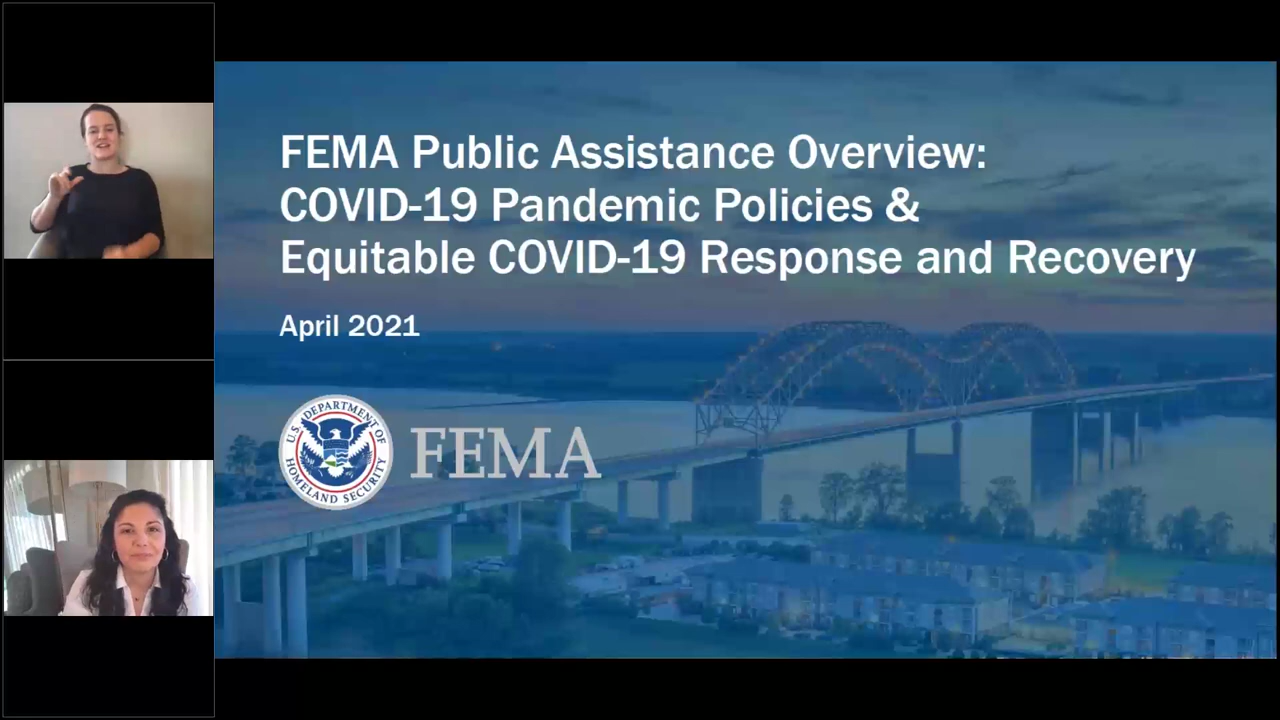 FEMA Public Assistance Overview:
COVID-19 Pandemic Policies &
Equitable COVID-19 Response and Recovery
April 2021
U.S. DEPARTMENT OF
HOMELAND SECURITY
FEMA